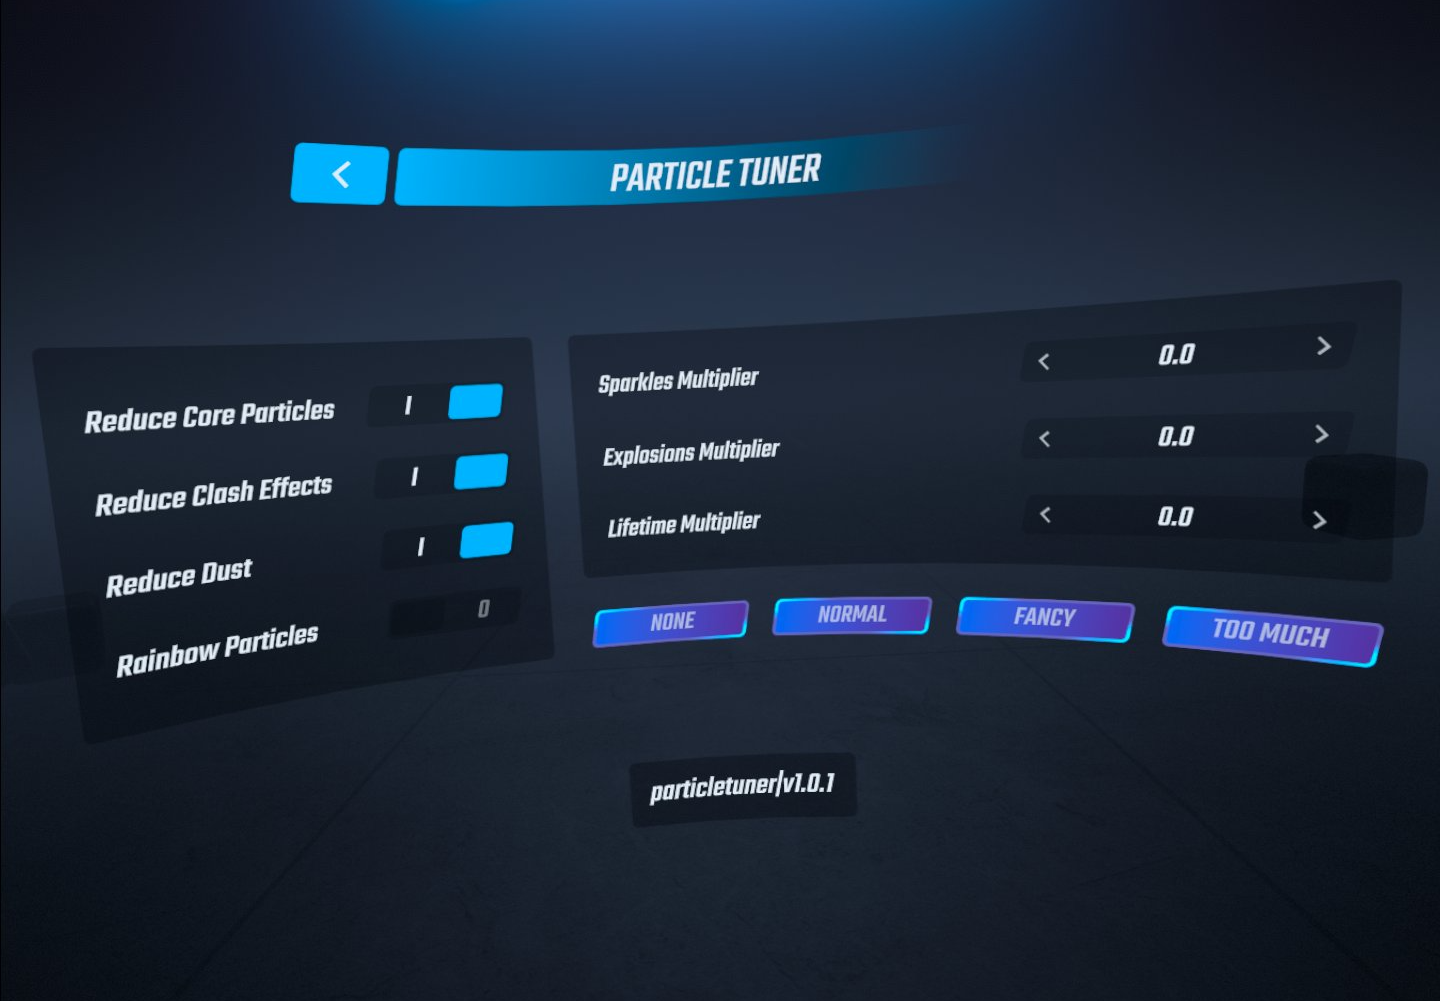 PARTICLE TUNER
Reduce Core Particles I
Reduce Clash Effects I
Reduce Dust I
Rainbow Particles 0
Sparkles Multiplier 0.0
Explosions Multiplier 0.0
Lifetime Multiplier 0.0
NONE NORMAL FANCY TOO MUCH
particletuner|v1.0.1